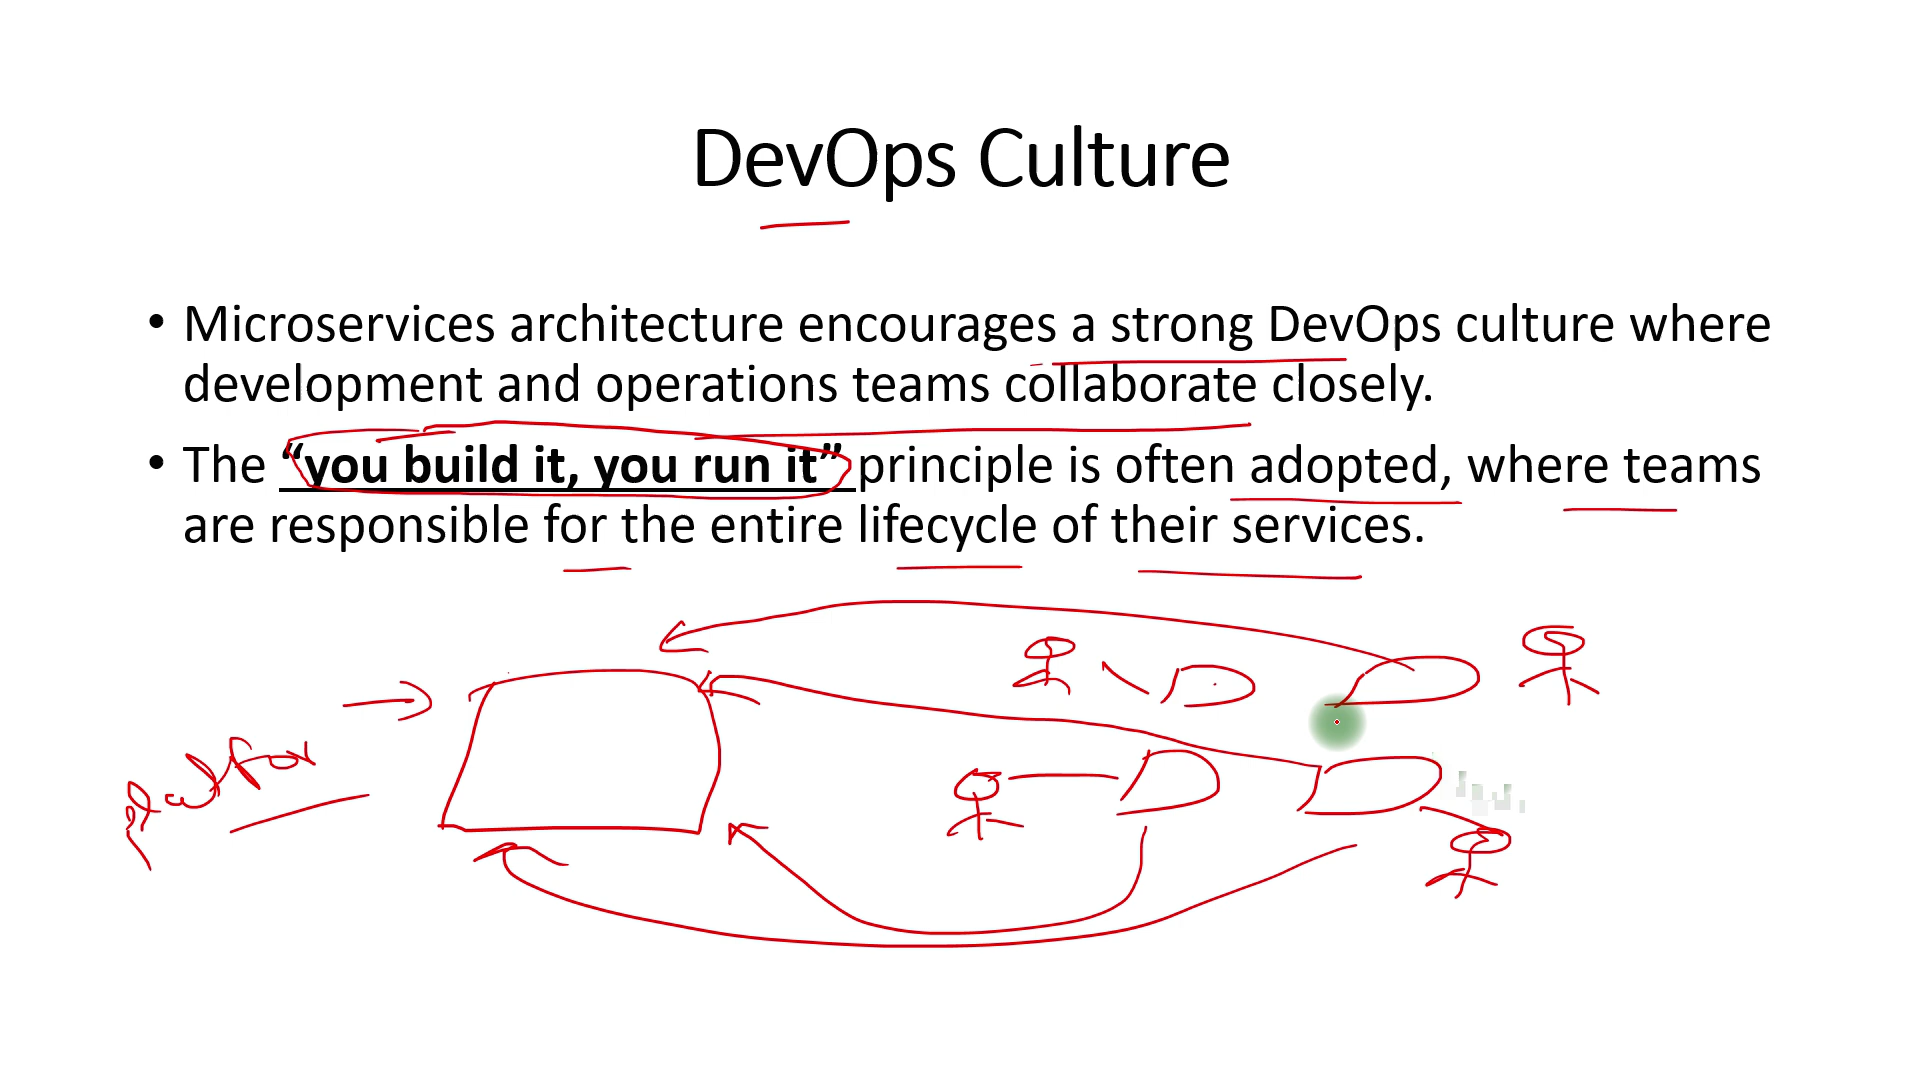 DevOps Culture
• Microservices architecture encourages a strong DevOps culture where
development and operations teams collaborate closely.
• The “you build it, you run it” principle is often adopted, where teams
are responsible for the entire lifecycle of their services.